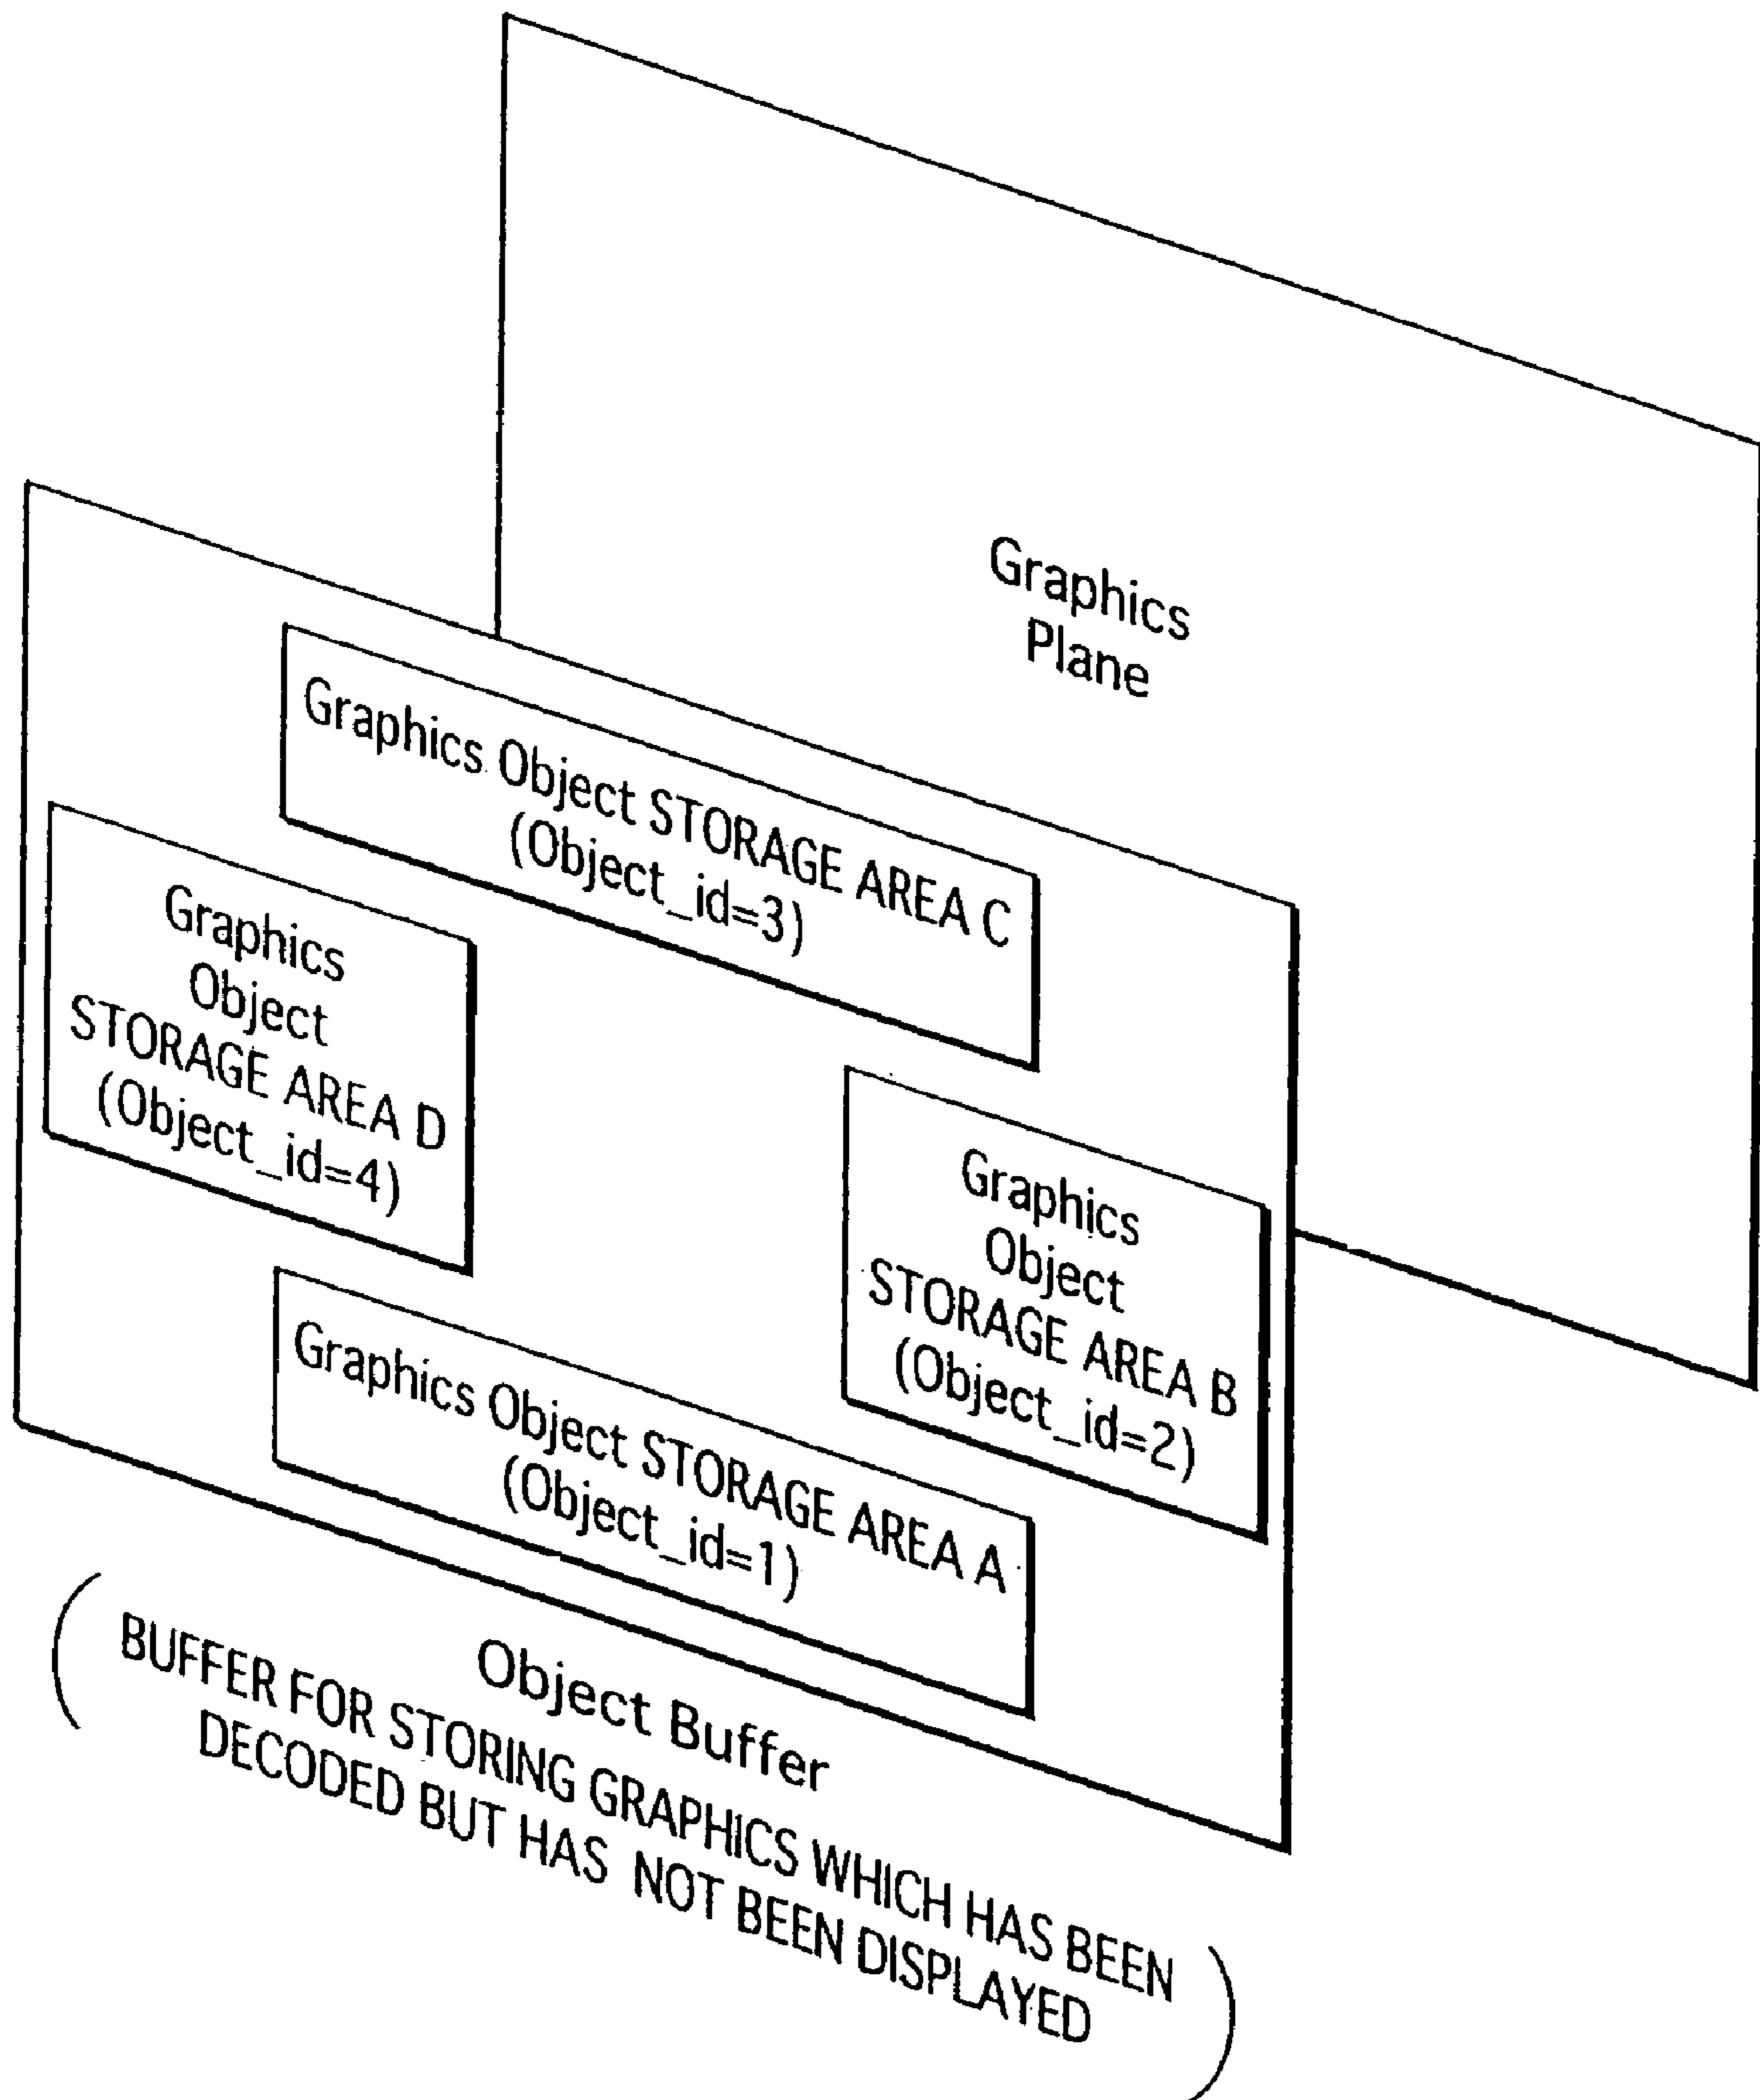 Graphics
Plane
Graphics Object STORAGE AREA C
(Object_id=3)
Graphics
Object
STORAGE AREA D
(Object_id=4)
Graphics
Object
STORAGE AREA B
(Object_id=2)
Graphics Object STORAGE AREA A
(Object_id=1)
Object Buffer
( BUFFER FOR STORING GRAPHICS WHICH HAS BEEN
DECODED BUT HAS NOT BEEN DISPLAYED )